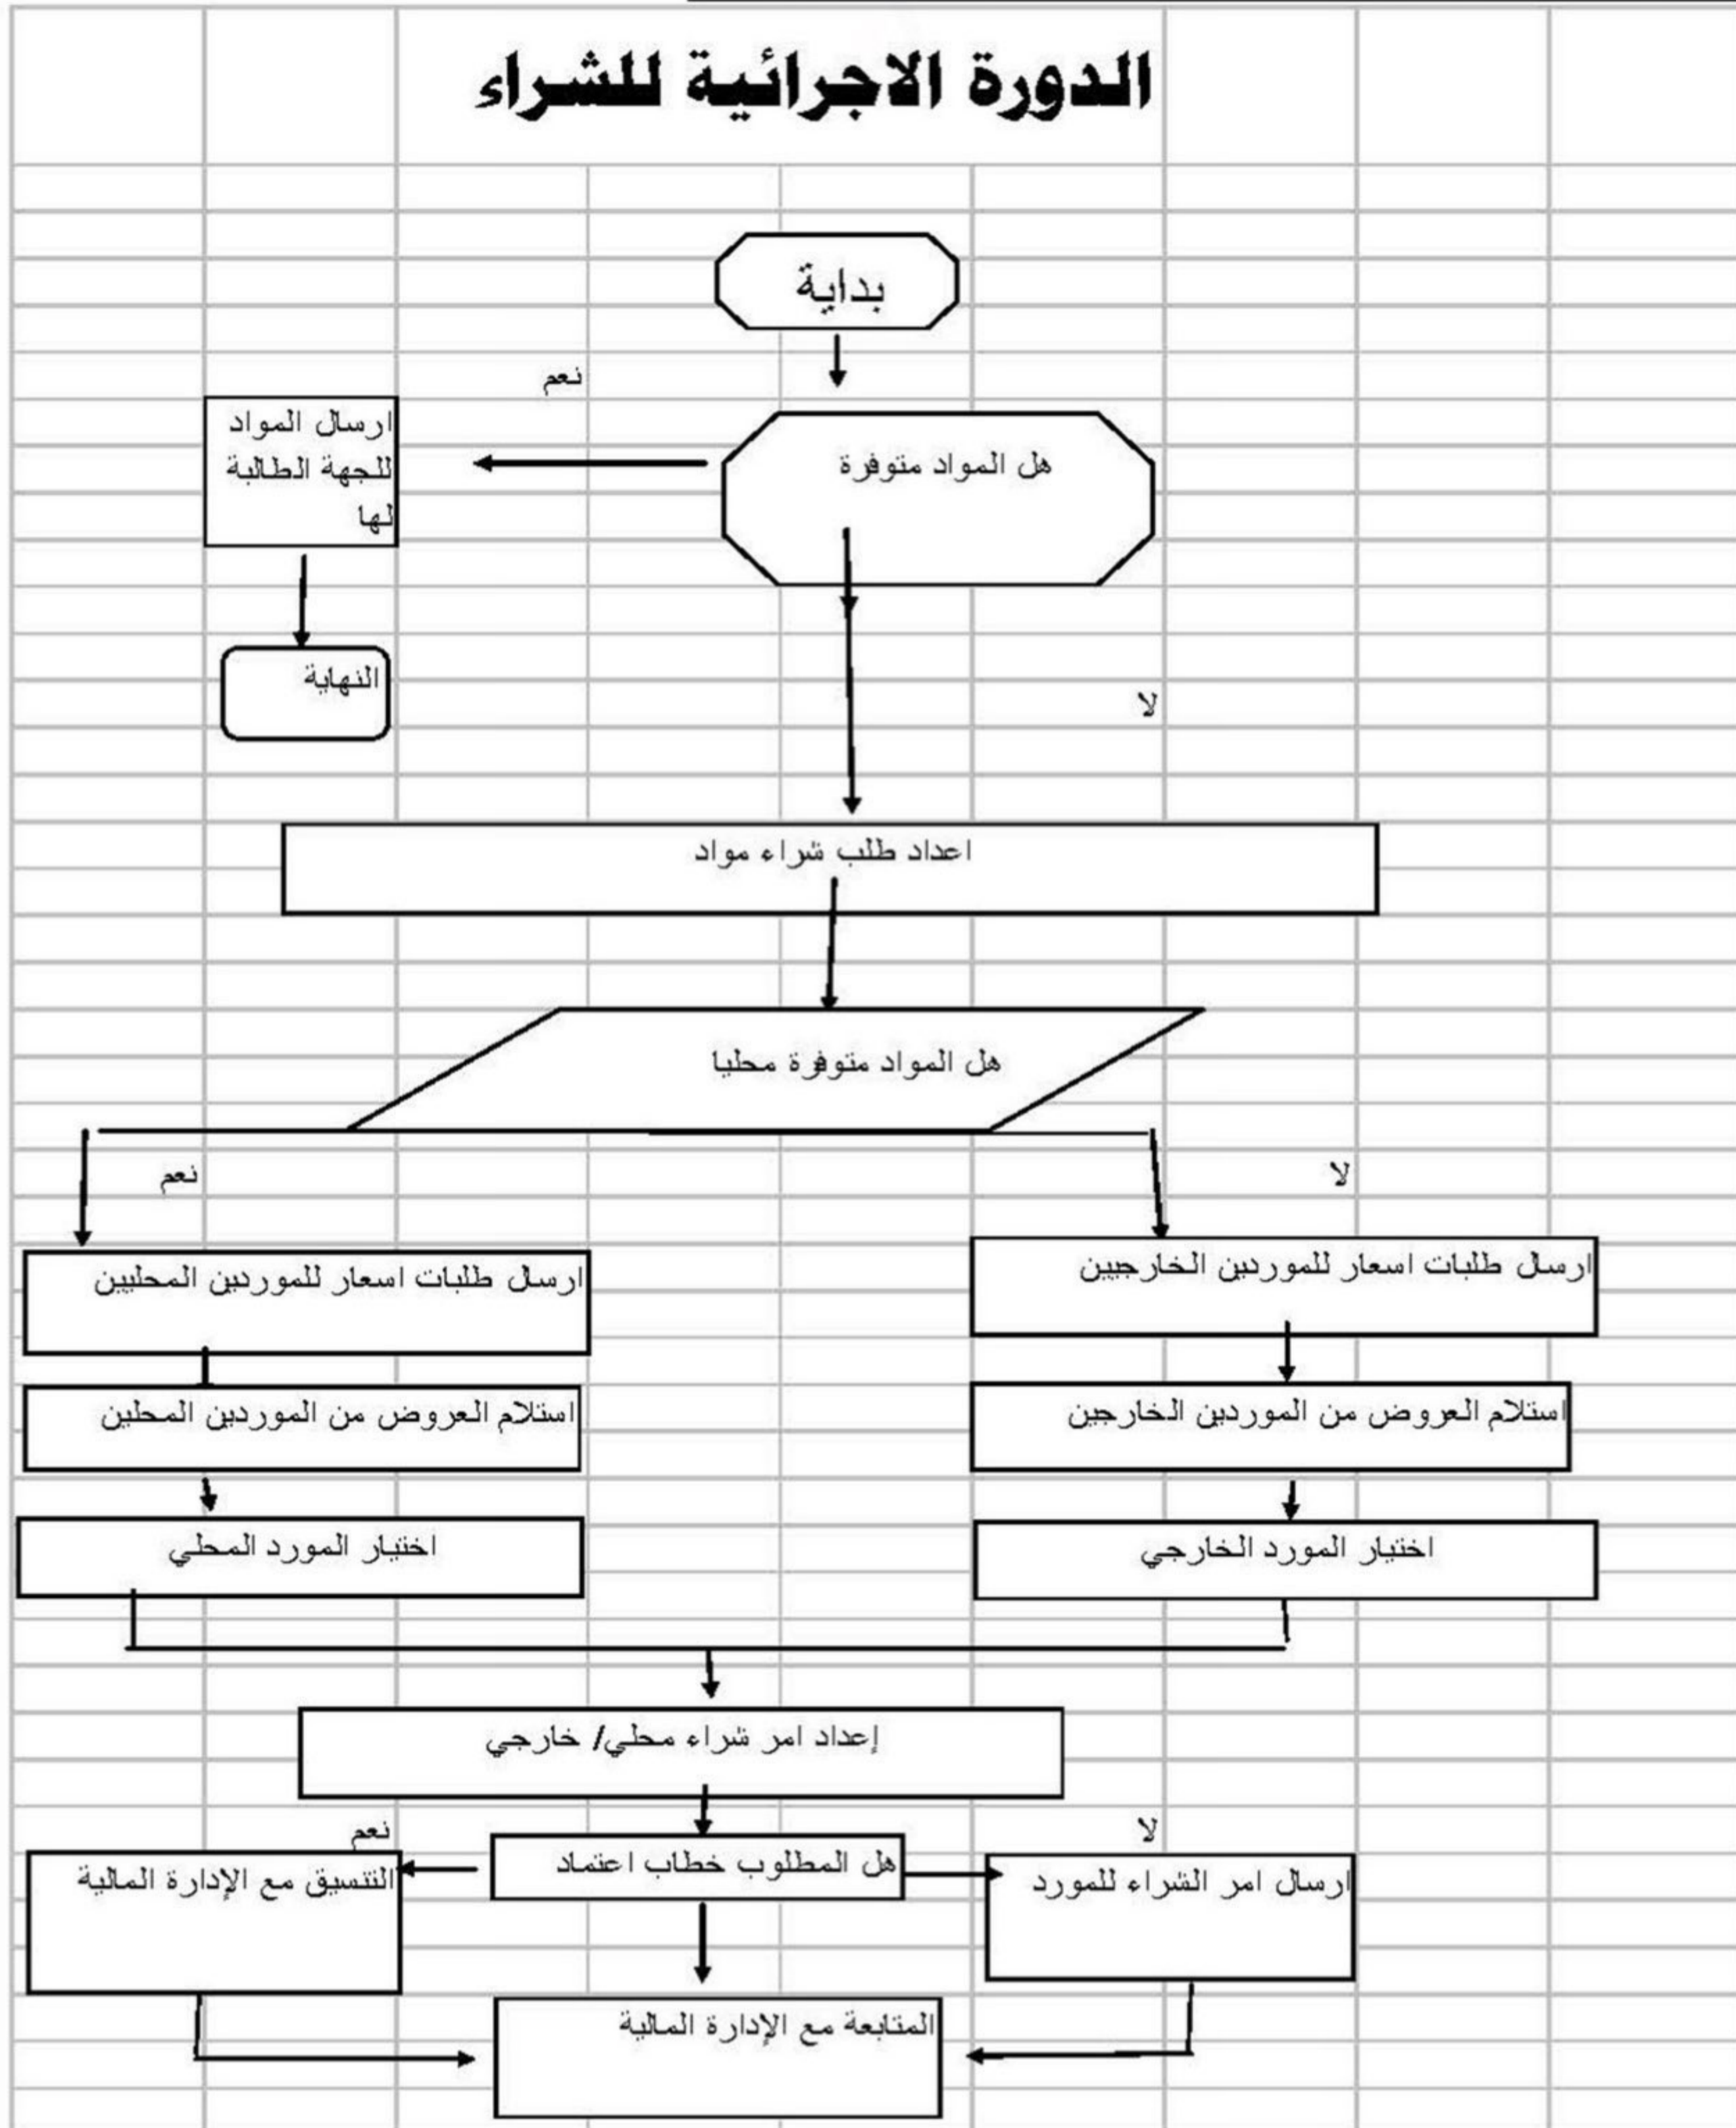 الدورة الاجرائية للشراء
بداية
نعم
هل المواد متوفرة
ارسال المواد
للجهة الطالبة
لها
النهاية
لا
اعداد طلب شراء مواد
هل المواد متوفرة محليا
لا
نعم
ارسال طلبات اسعار للموردين الخارجيين
ارسال طلبات اسعار للموردين المحليين
استلام العروض من الموردين الخارجين
استلام العروض من الموردين المحلين
اختيار المورد الخارجي
اختيار المورد المحلي
إعداد امر شراء محلي/ خارجي
لا
نعم
ارسال امر الشراء للمورد
هل المطلوب خطاب اعتماد
التنسيق مع الإدارة المالية
المتابعة مع الإدارة المالية